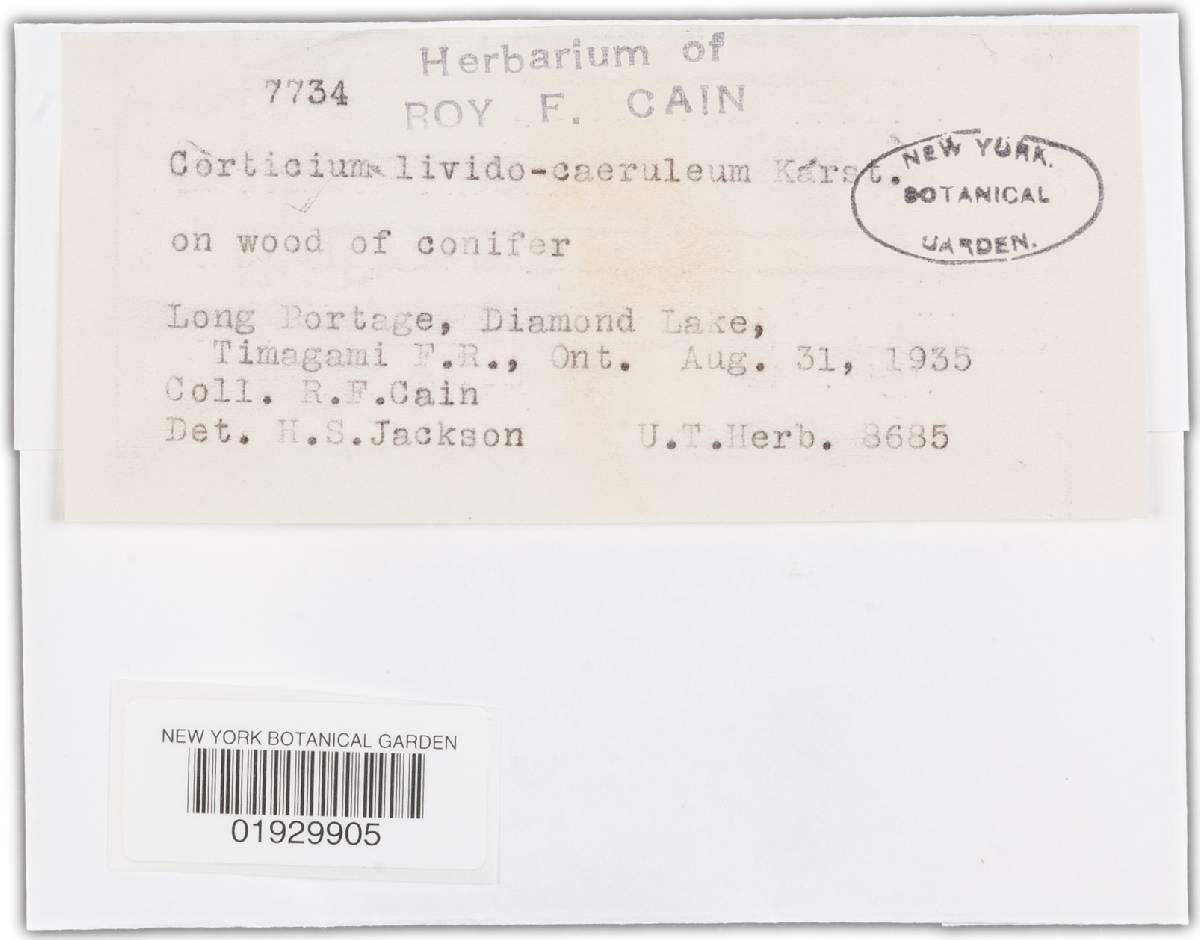 Herbarium of
7734
ROY F. CAIN
Corticium livido-caeruleum Karst.
NEW YORK.
BOTANICAL
GARDEN.
on wood of conifer
Long Portage, Diamond Lake,
Timagami F.R., Ont. Aug. 31, 1935
Coll. R.F.Cain
Det. H.S.Jackson U.T.Herb. 8685
NEW YORK BOTANICAL GARDEN
01929905